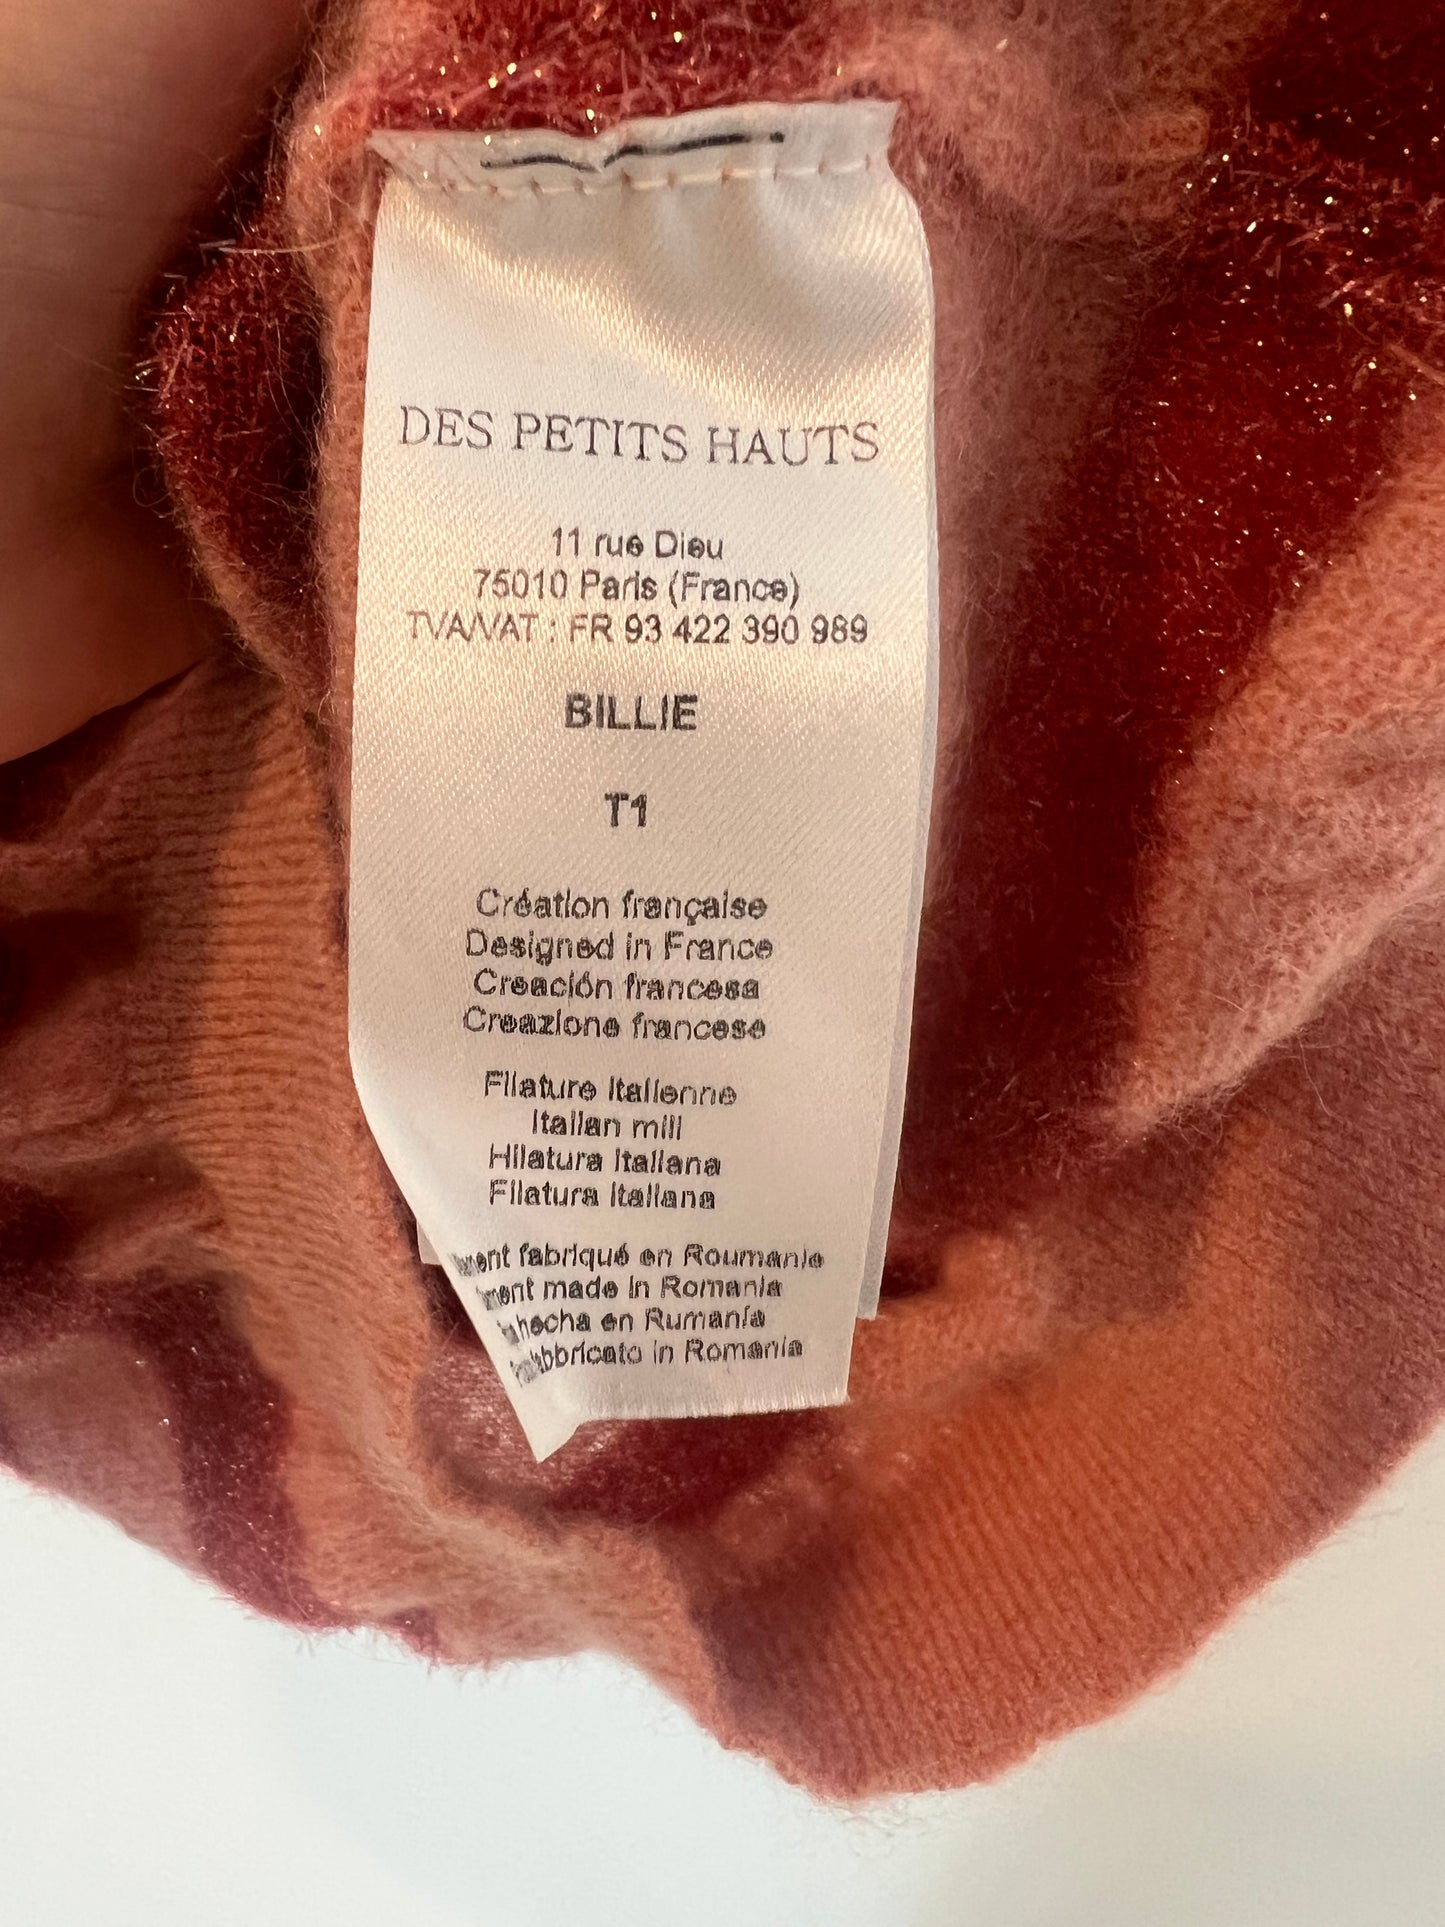 DES PETITS HAUTS
11 rue Dieu
75010 Paris (France)
TVA/VAT : FR 93 422 390 989
BILLIE
T1
Création française
Designed in France
Creación francesa
Creazione francese
Filature Italienne
Italian mill
Hilatura Italiana
Filatura Italiana
fabriqué en Roumanie
made in Romania
hecha en Rumanía
in Romania